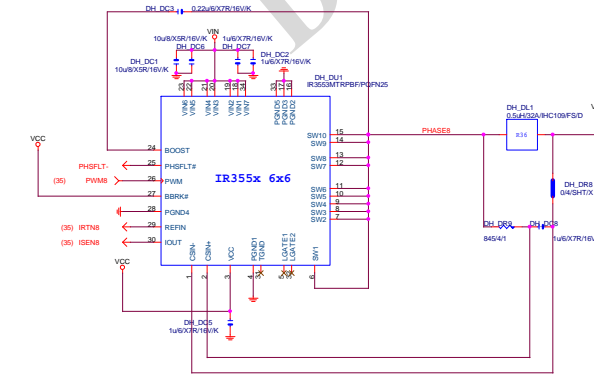 DH_DC3
0.22u/6/X7R/16V/K
10u/8/X5R/16V/K
VIN
1u/6/X7R/16V/K
DH_DC6
DH_DC7
DH_DC1
10u/8/X5R/16V/K
DH_DC2
1u/6/X7R/16V/K
DH_DU1
IR3553MTRPBF/PQFN25
23 22 21 20 19 18 34 33 17 16
VIN6 VIN5 VIN4 VIN3 VIN2 VIN1 VIN7 PGND5 PGND3 PGND2
DH_DL1
0.5uH/32A/IHC109/FS/D
R36
VCC
24 BOOST
PHSFLT- 25 PHSFLT#
(35) PWM8 26 PWM
27 BBRK#
28 PGND4
(35) IRTN8 29 REFIN
(35) ISEN8 30 IOUT
IR355x 6x6
SW10 15
SW9 14
SW8 13
SW7 12
SW6 11
SW5 10
SW4 9
SW3 8
SW2 7
PHASE8
DH_DR8
0/4/SHT/X
DH_DR9
845/4/1
DH_DC8
1u/6/X7R/16V
CSIN- CSIN+ VCC PGND1 TGND LGATE1 LGATE2 SW1
1 2 3 4 31 5 32 6
VCC
DH_DC5
1u/6/X7R/16V/K